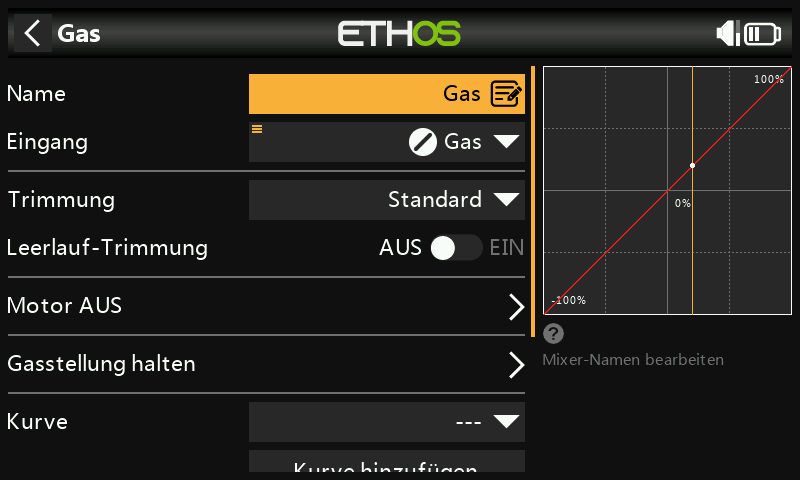 Gas
ETHOS
Name
Gas
Eingang
Gas
Trimmung
Standard
Leerlauf-Trimmung
AUS EIN
Motor AUS
Gasstellung halten
Kurve
---
Kurve hinzufügen
100%
0%
-100%
?
Mixer-Namen bearbeiten